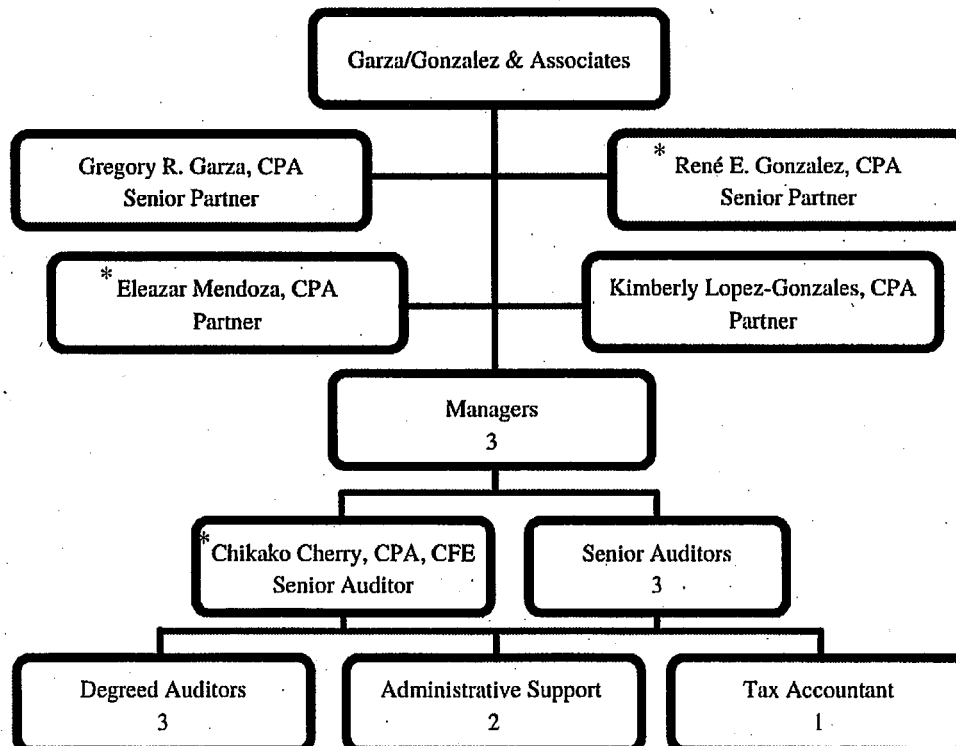 Garza/Gonzalez & Associates
Gregory R. Garza, CPA
Senior Partner
* René E. Gonzalez, CPA
Senior Partner
* Eleazar Mendoza, CPA
Partner
Kimberly Lopez-Gonzales, CPA
Partner
Managers
3
* Chikako Cherry, CPA, CFE
Senior Auditor
Senior Auditors
3
Degreed Auditors
3
Administrative Support
2
Tax Accountant
1